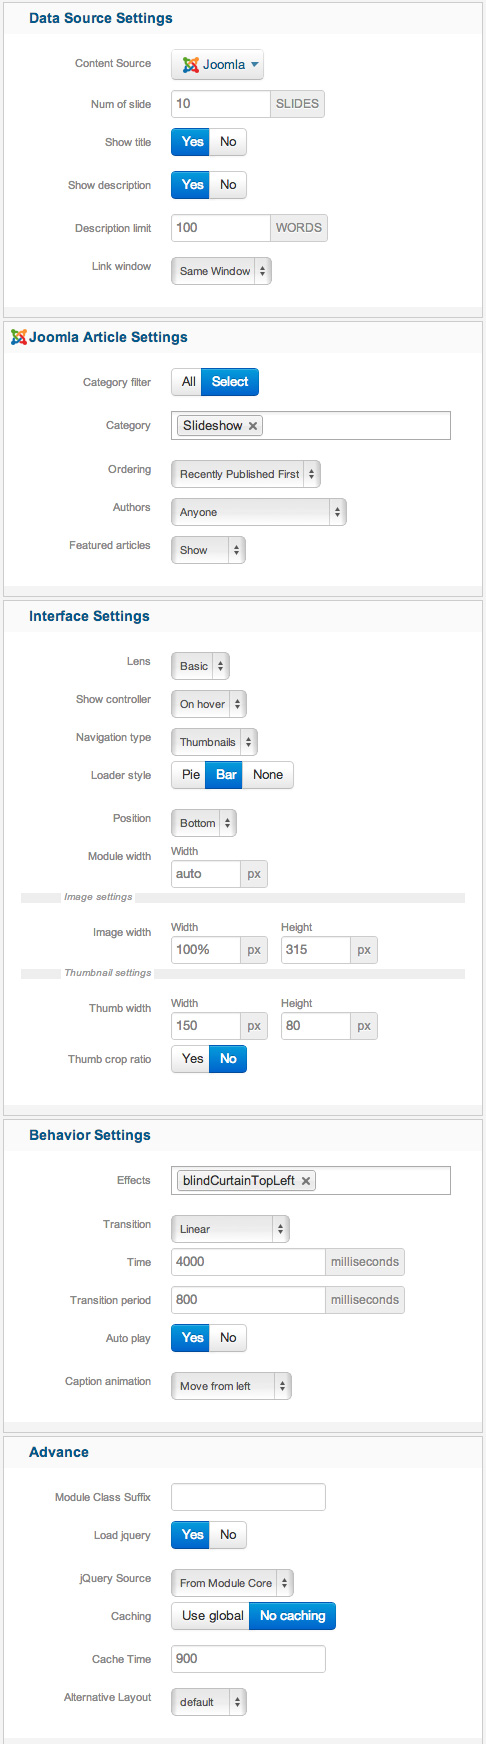 Data Source Settings
Content Source Joomla
Num of slide 10 SLIDES
Show title Yes No
Show description Yes No
Description limit 100 WORDS
Link window Same Window
Joomla Article Settings
Category filter All Select
Category Slideshow ×
Ordering Recently Published First
Authors Anyone
Featured articles Show
Interface Settings
Lens Basic
Show controller On hover
Navigation type Thumbnails
Loader style Pie Bar None
Position Bottom
Module width Width
auto px
Image settings
Image width Width Height
100% px 315 px
Thumbnail settings
Thumb width Width Height
150 px 80 px
Thumb crop ratio Yes No
Behavior Settings
Effects blindCurtainTopLeft ×
Transition Linear
Time 4000 milliseconds
Transition period 800 milliseconds
Auto play Yes No
Caption animation Move from left
Advance
Module Class Suffix
Load jquery Yes No
jQuery Source From Module Core
Caching Use global No caching
Cache Time 900
Alternative Layout default